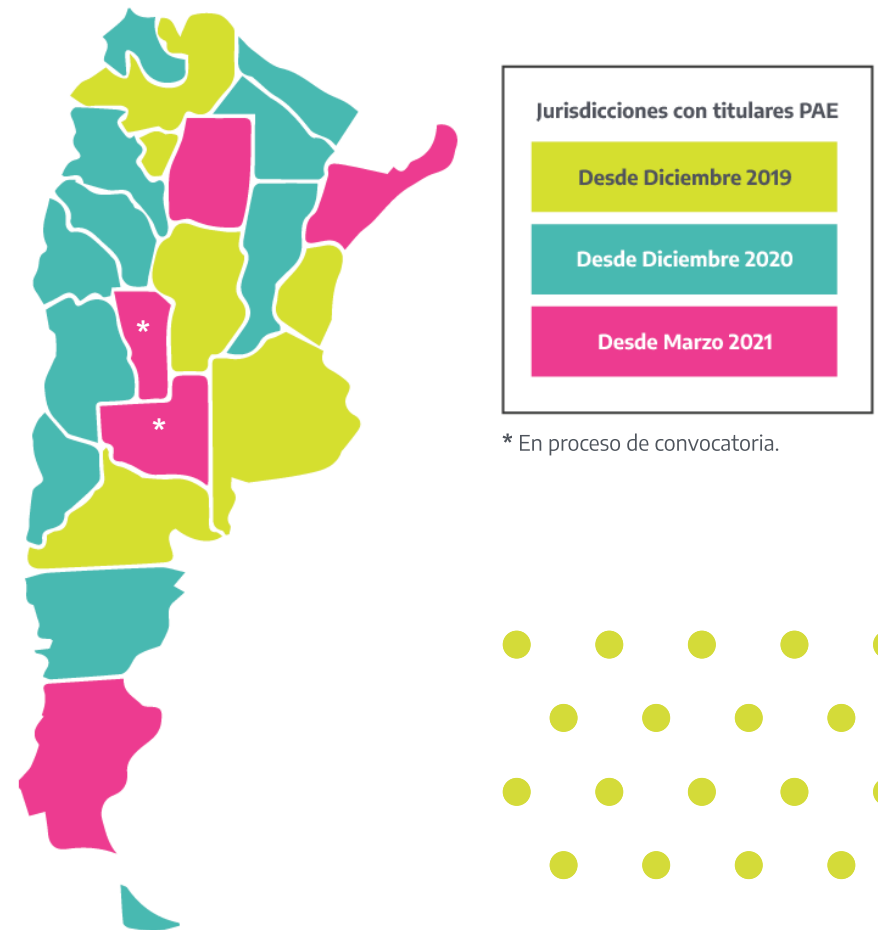 Jurisdicciones con titulares PAE
Desde Diciembre 2019
Desde Diciembre 2020
Desde Marzo 2021
*
*
* En proceso de convocatoria.